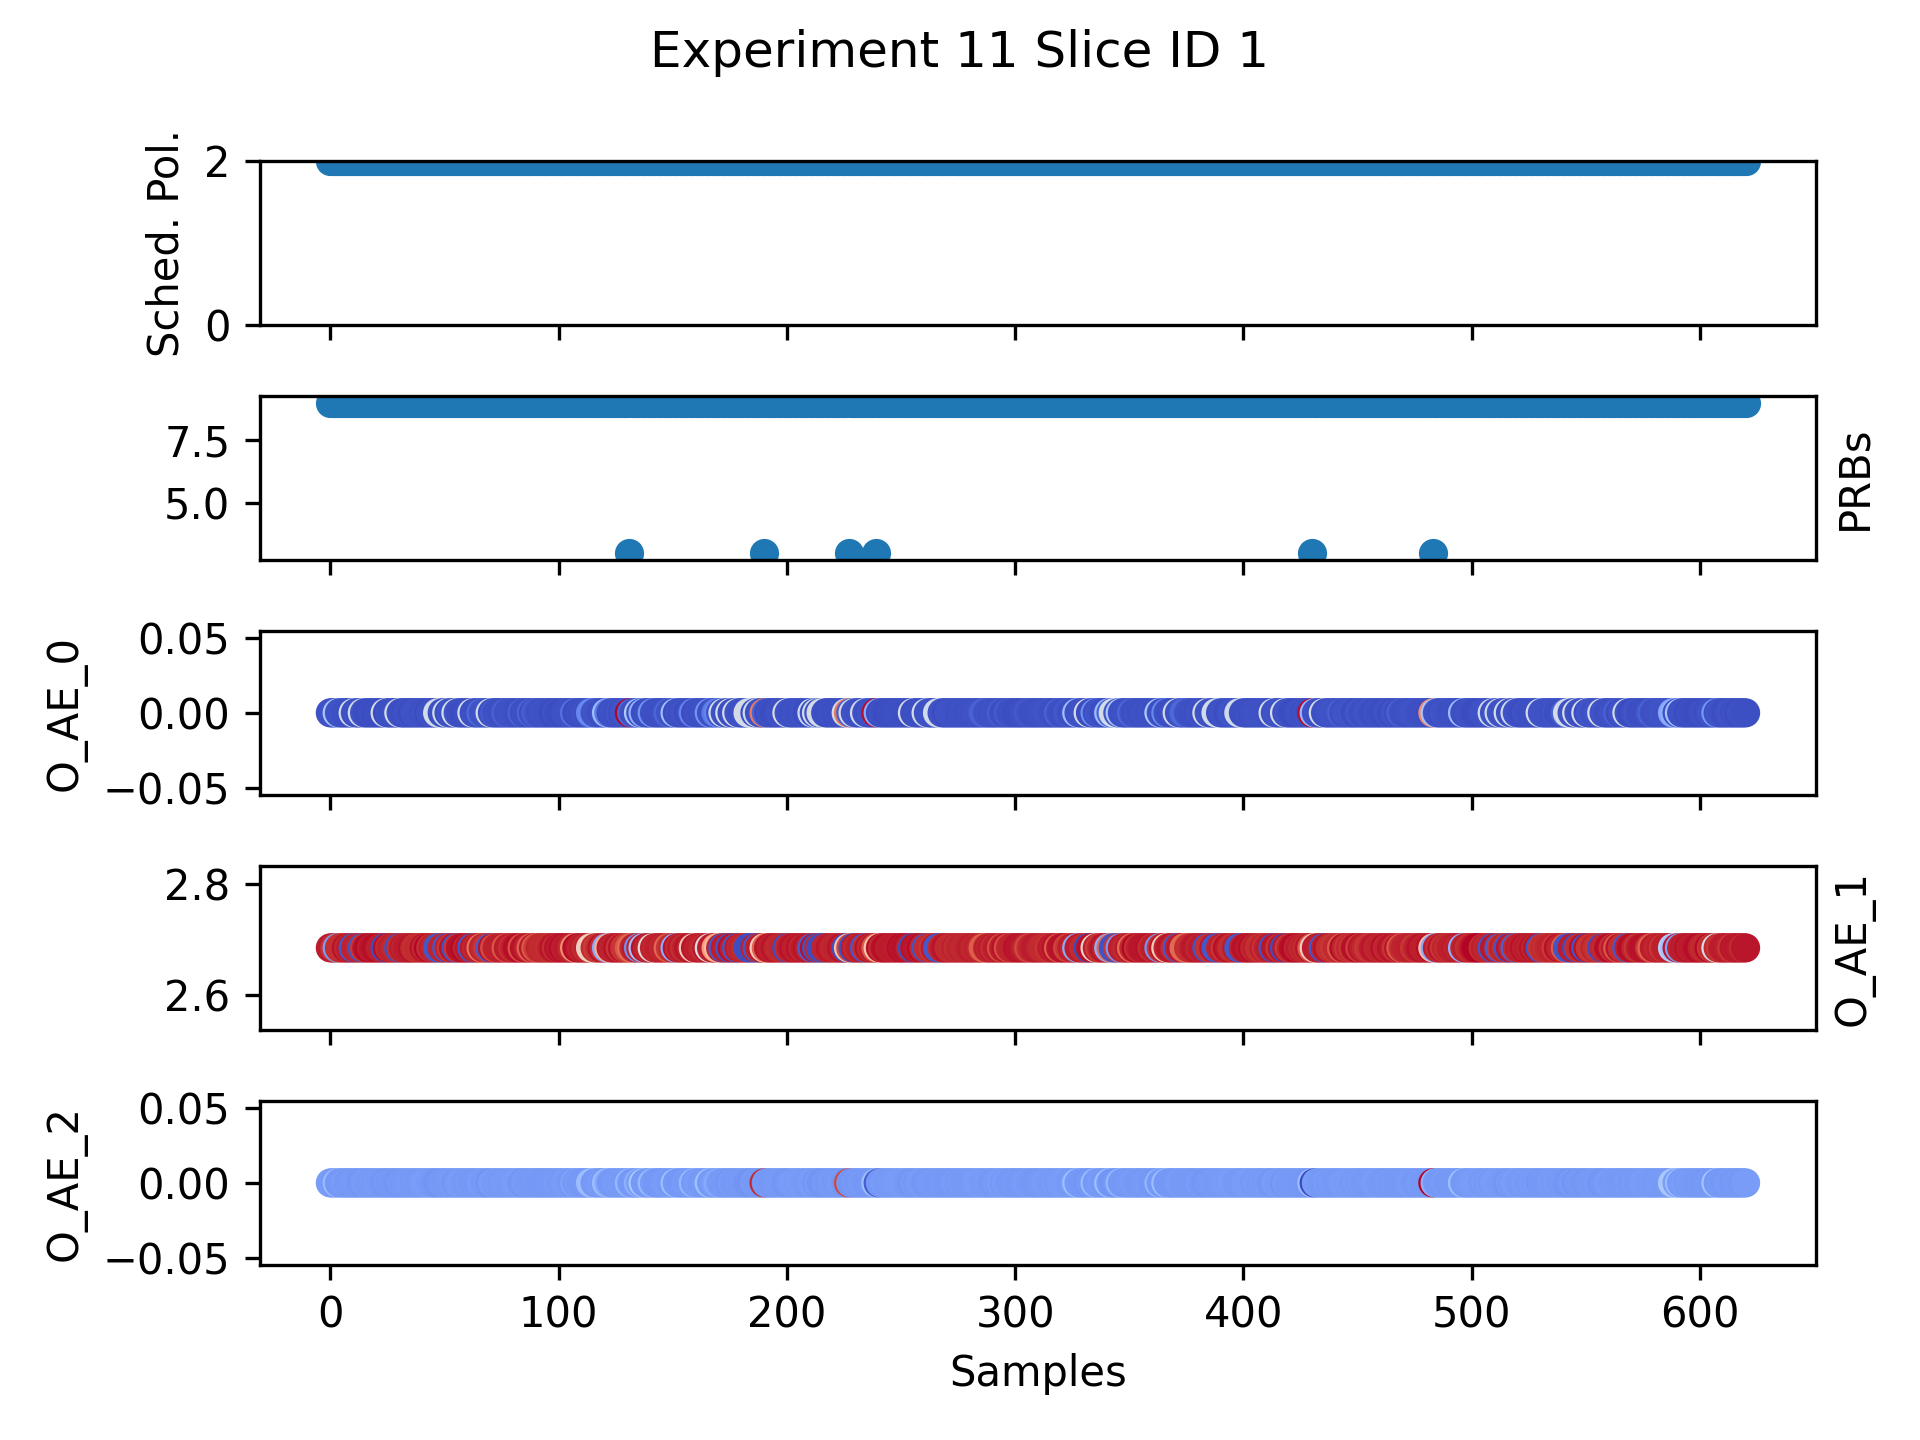 Experiment 11 Slice ID 1
Sched. Pol.
2
0
7.5
5.0
PRBs
O_AE_0
0.05
0.00
−0.05
2.8
2.6
O_AE_1
O_AE_2
0.05
0.00
−0.05
0 100 200 300 400 500 600
Samples